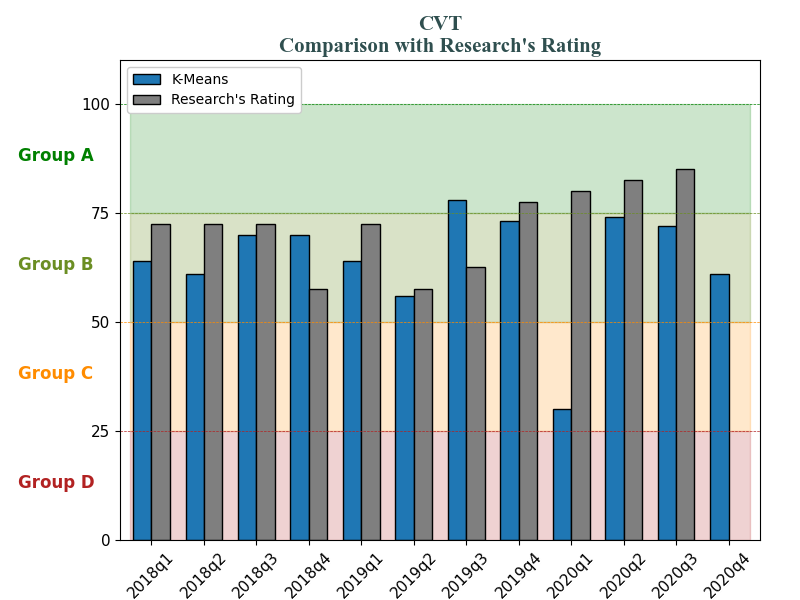 CVT
Comparison with Research's Rating
K-Means
Research's Rating
100
Group A
75
Group B
50
Group C
25
Group D
0
2018q1
2018q2
2018q3
2018q4
2019q1
2019q2
2019q3
2019q4
2020q1
2020q2
2020q3
2020q4